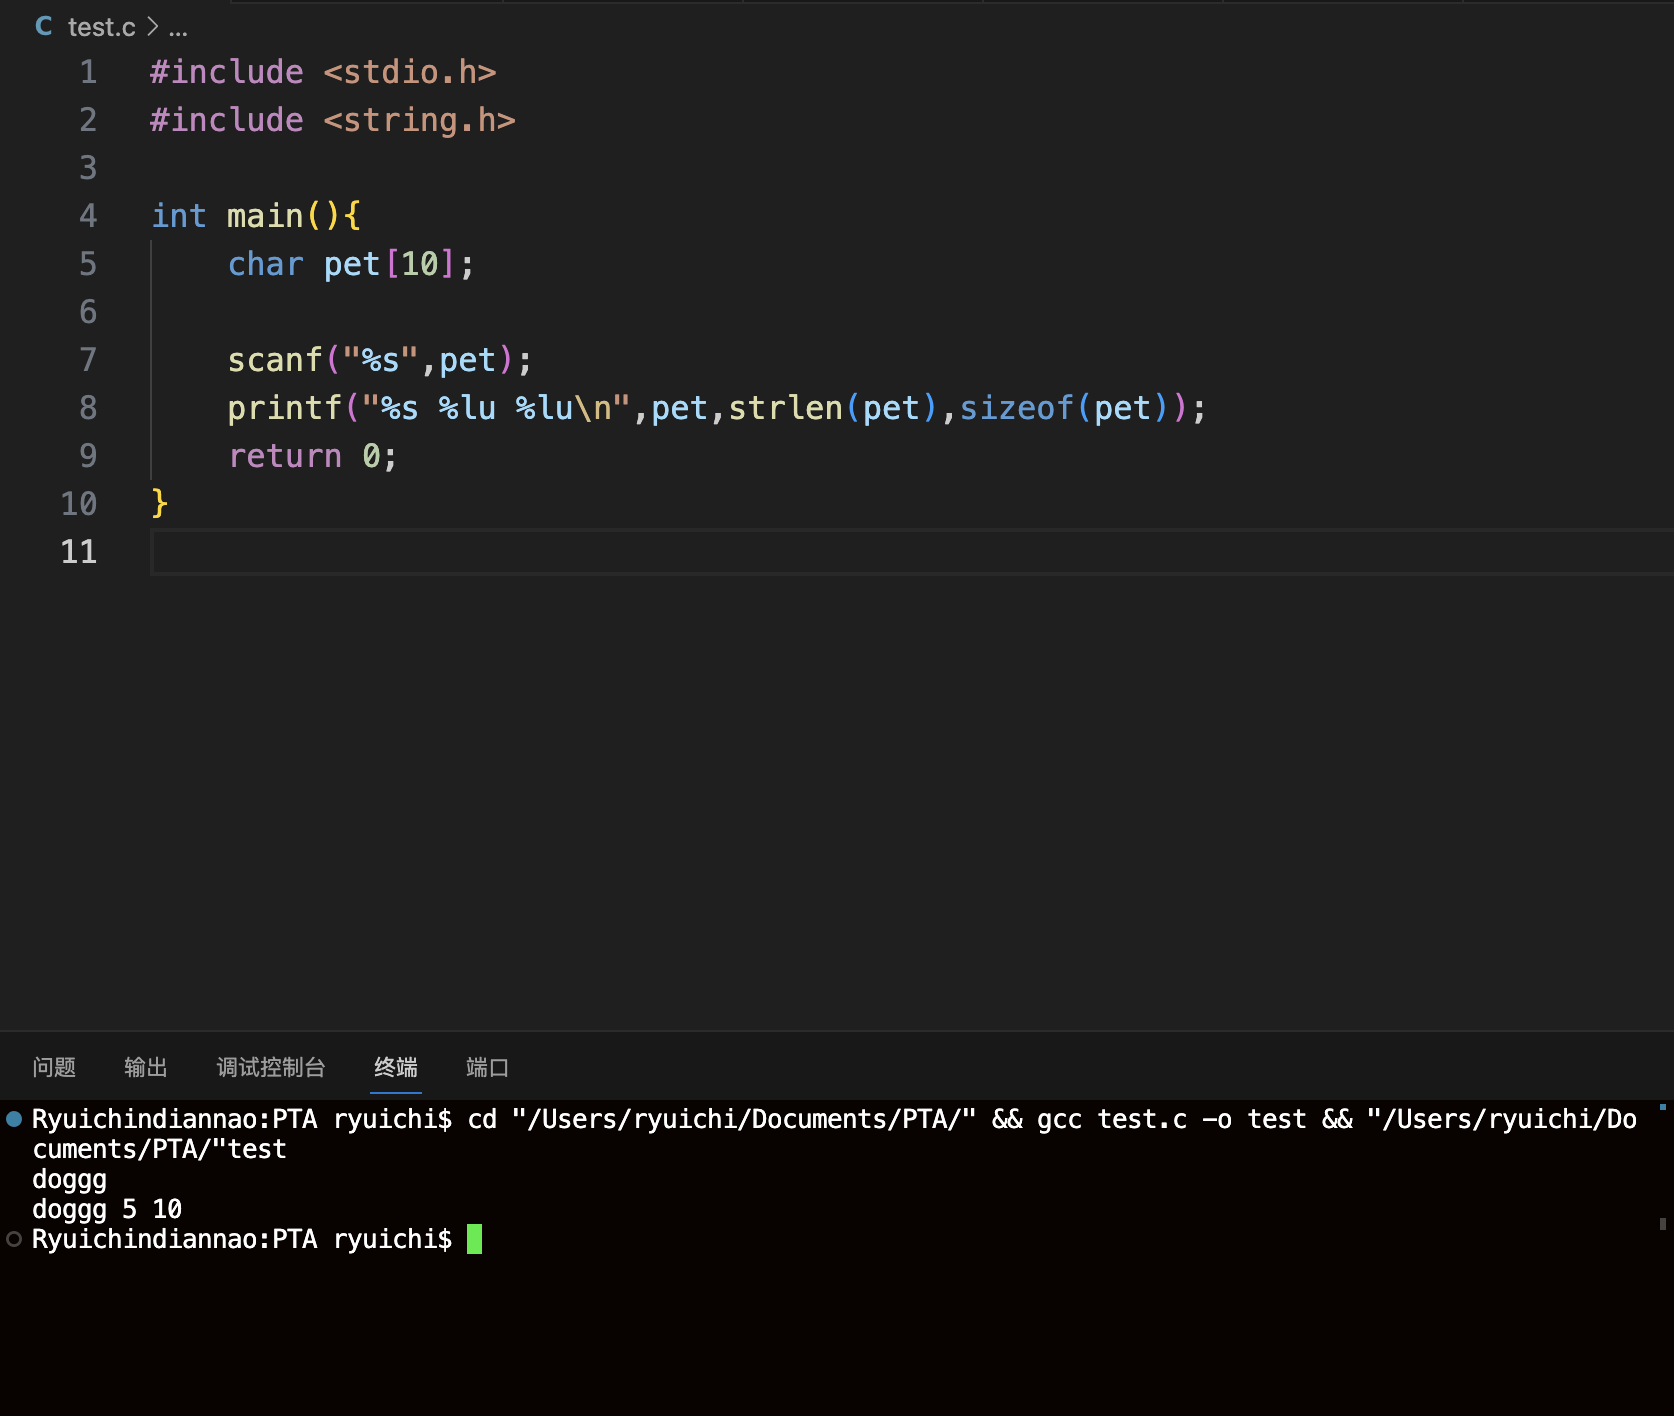 C test.c > ...
1 #include <stdio.h>
2 #include <string.h>
3
4 int main(){
5     char pet[10];
6
7     scanf("%s",pet);
8     printf("%s %lu %lu\n",pet,strlen(pet),sizeof(pet));
9     return 0;
10 }
11
问题 输出 调试控制台 终端 端口
Ryuichindiannao:PTA ryuichi$ cd "/Users/ryuichi/Documents/PTA/" && gcc test.c -o test && "/Users/ryuichi/Do
cuments/PTA/"test
doggg
doggg 5 10
Ryuichindiannao:PTA ryuichi$